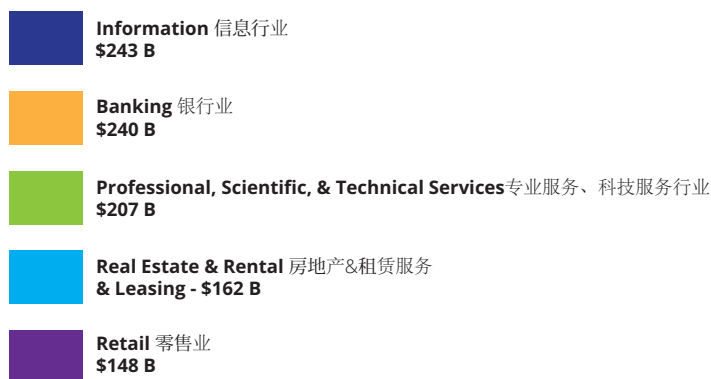 Information 信息行业
$243 B
Banking 银行业
$240 B
Professional, Scientific, & Technical Services专业服务、科技服务行业
$207 B
Real Estate & Rental 房地产&租赁服务
& Leasing - $162 B
Retail 零售业
$148 B